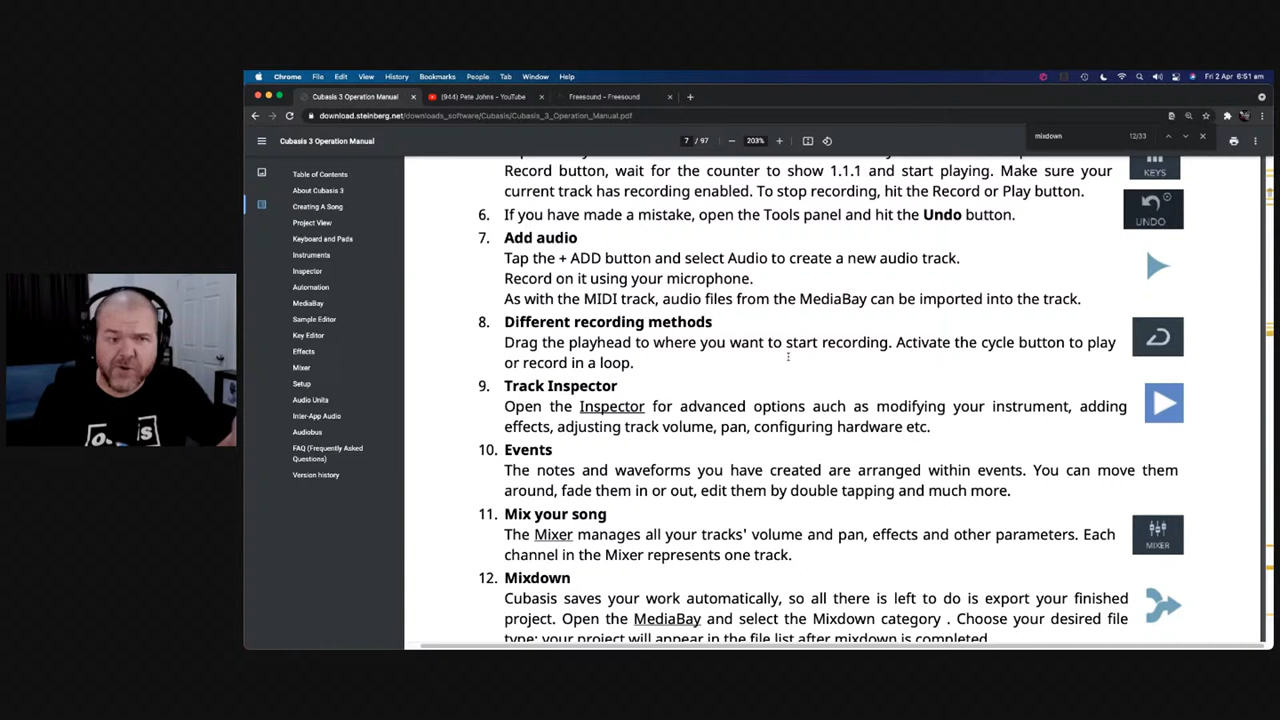 Chrome File Edit View History Bookmarks People Tab Window Help Fri 2 Apr 6:51 am
Cubasis 3 Operation Manual (944) Pete Johns - YouTube Freesound - Freesound
download.steinberg.net/downloads_software/Cubasis/Cubasis_3_Operation_Manual.pdf
mixdown 12/33
Cubasis 3 Operation Manual 7 / 97 203%
Table of Contents
About Cubasis 3
Creating A Song
Project View
Keyboard and Pads
Instruments
Inspector
Automation
MediaBay
Sample Editor
Key Editor
Effects
Mixer
Setup
Audio Units
Inter-App Audio
Audiobus
FAQ (Frequently Asked
Questions)
Version history
Record button, wait for the counter to show 1.1.1 and start playing. Make sure your
current track has recording enabled. To stop recording, hit the Record or Play button.
KEYS
6. If you have made a mistake, open the Tools panel and hit the Undo button.
UNDO
7. Add audio
Tap the + ADD button and select Audio to create a new audio track.
Record on it using your microphone.
As with the MIDI track, audio files from the MediaBay can be imported into the track.
8. Different recording methods
Drag the playhead to where you want to start recording. Activate the cycle button to play
or record in a loop.
9. Track Inspector
Open the Inspector for advanced options auch as modifying your instrument, adding
effects, adjusting track volume, pan, configuring hardware etc.
10. Events
The notes and waveforms you have created are arranged within events. You can move them
around, fade them in or out, edit them by double tapping and much more.
11. Mix your song
The Mixer manages all your tracks' volume and pan, effects and other parameters. Each
channel in the Mixer represents one track.
MIXER
12. Mixdown
Cubasis saves your work automatically, so all there is left to do is export your finished
project. Open the MediaBay and select the Mixdown category . Choose your desired file
type; your project will appear in the file list after mixdown is completed.